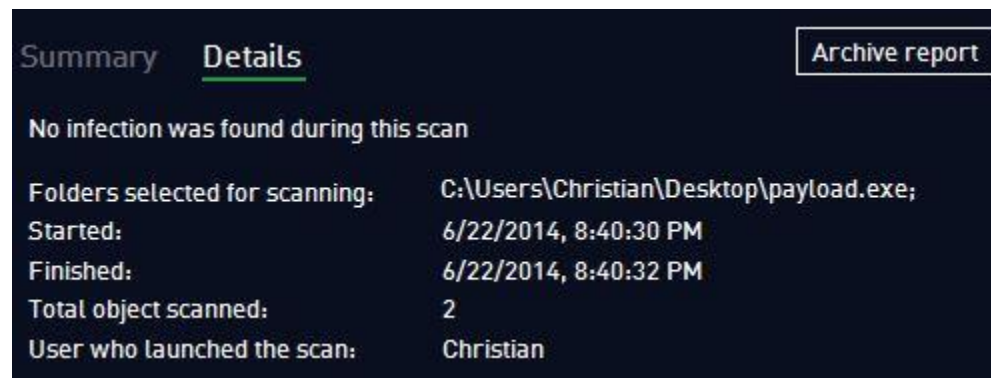 Summary Details Archive report
No infection was found during this scan
Folders selected for scanning: C:\Users\Christian\Desktop\payload.exe;
Started: 6/22/2014, 8:40:30 PM
Finished: 6/22/2014, 8:40:32 PM
Total object scanned: 2
User who launched the scan: Christian